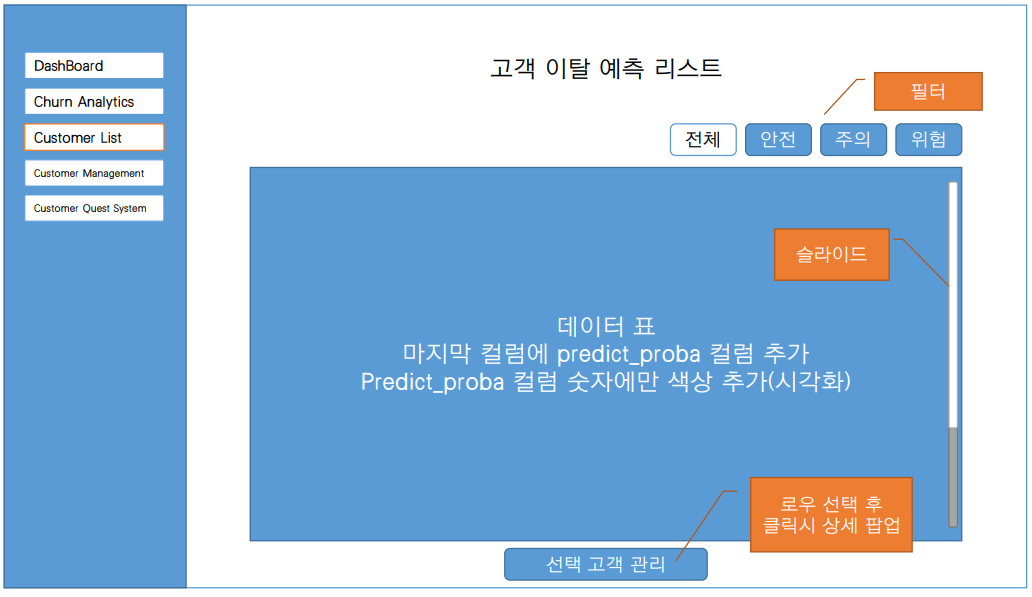 DashBoard
Churn Analytics
Customer List
Customer Management
Customer Quest System
고객 이탈 예측 리스트
필터
전체
안전
주의
위험
슬라이드
데이터 표
마지막 컬럼에 predict_proba 컬럼 추가
Predict_proba 컬럼 숫자에만 색상 추가(시각화)
로우 선택 후
클릭시 상세 팝업
선택 고객 관리